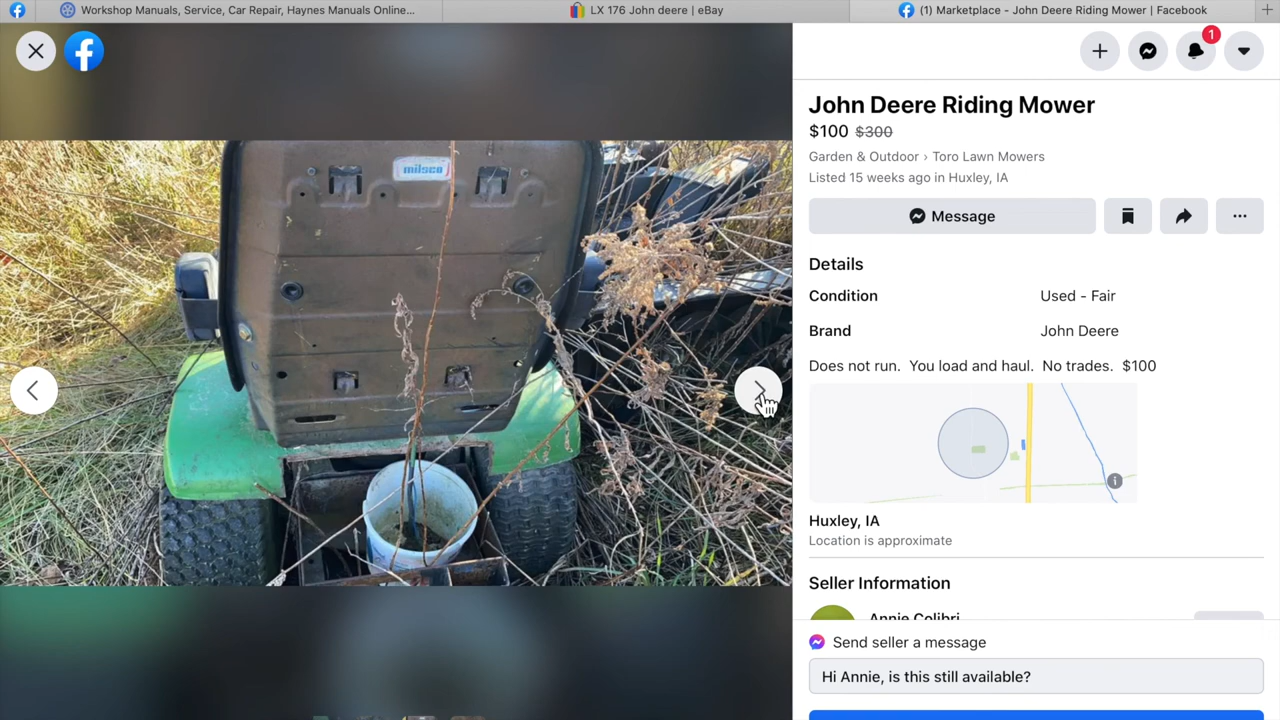 Workshop Manuals, Service, Car Repair, Haynes Manuals Online...
LX 176 John deere | eBay
(1) Marketplace - John Deere Riding Mower | Facebook
1
John Deere Riding Mower
$100 $300
Garden & Outdoor › Toro Lawn Mowers
Listed 15 weeks ago in Huxley, IA
Message
Details
Condition Used - Fair
Brand John Deere
Does not run. You load and haul. No trades. $100
Huxley, IA
Location is approximate
Seller Information
Annie Colibri
Send seller a message
Hi Annie, is this still available?
milsco